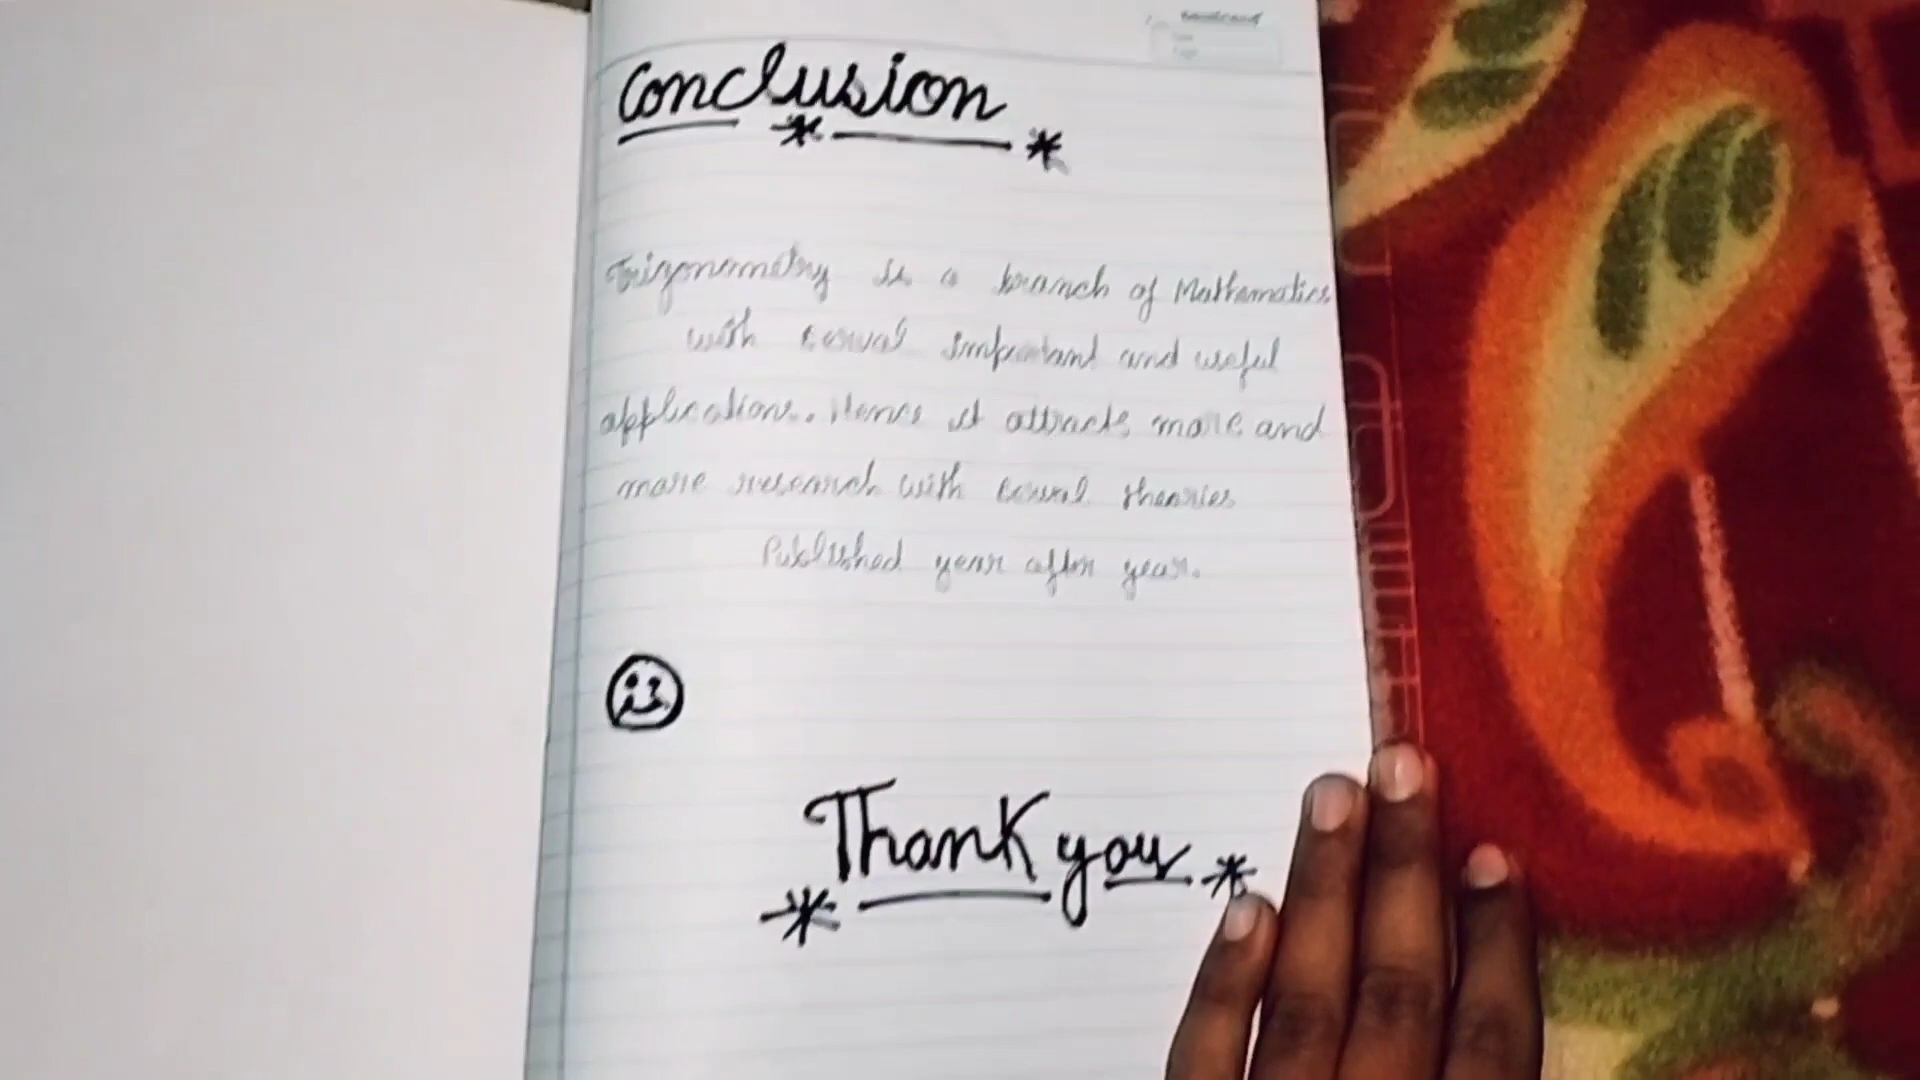 Conclusion
Trigonometry is a branch of Mathematics
with several important and useful
applications. Hence it attracts more and
more research with several theories
Published year after year.
Thank you